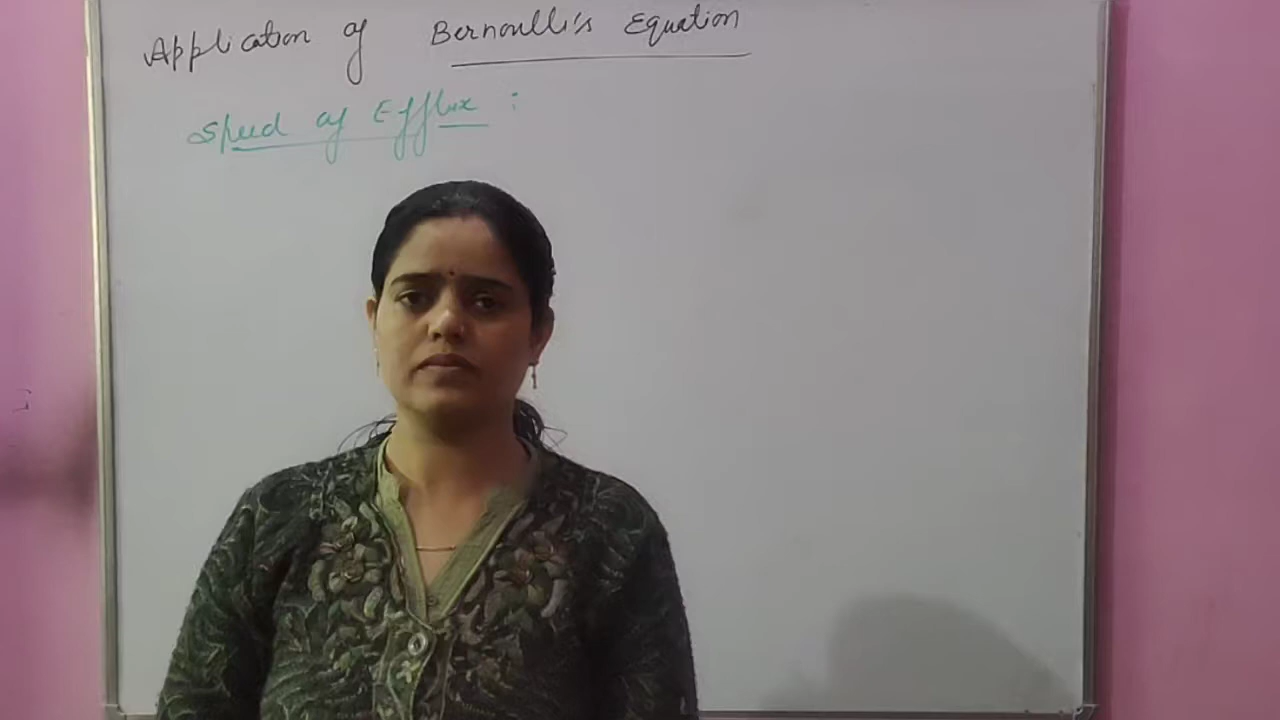 Application of Bernoulli's Equation
Speed of Efflux :